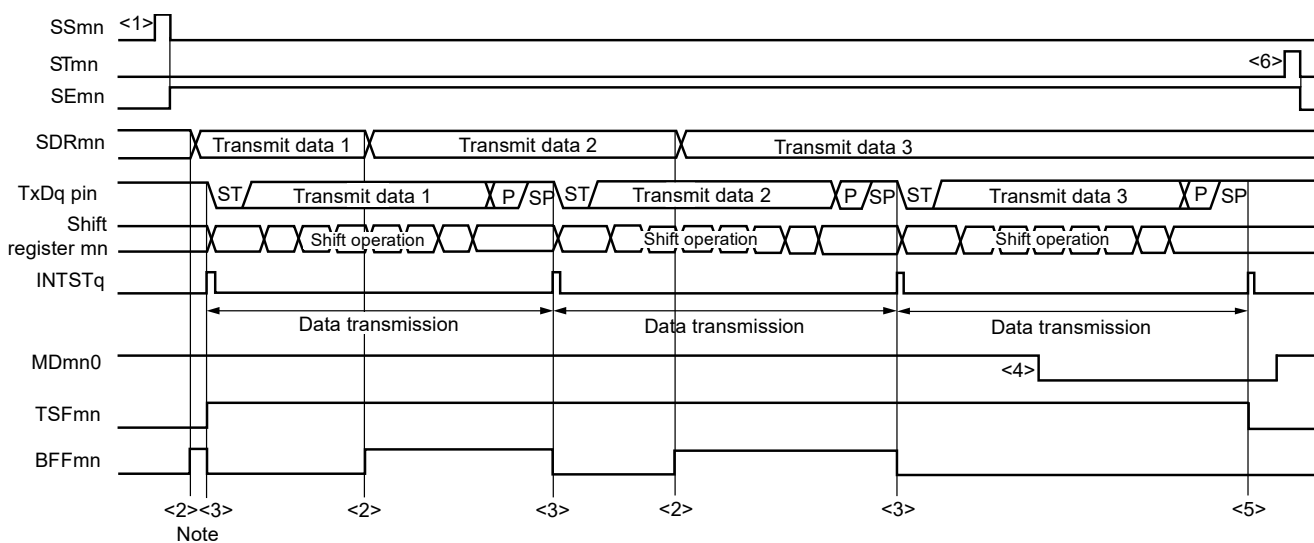 SSmn <1>
STmn <6>
SEmn
SDRmn Transmit data 1 Transmit data 2 Transmit data 3
TxDq pin ST Transmit data 1 P SP ST Transmit data 2 P SP ST Transmit data 3 P SP
Shift
register mn Shift operation Shift operation Shift operation
INTSTq
Data transmission Data transmission Data transmission
MDmn0 <4>
TSFmn
BFFmn
<2> <3> <2> <3> <2> <3> <5>
Note